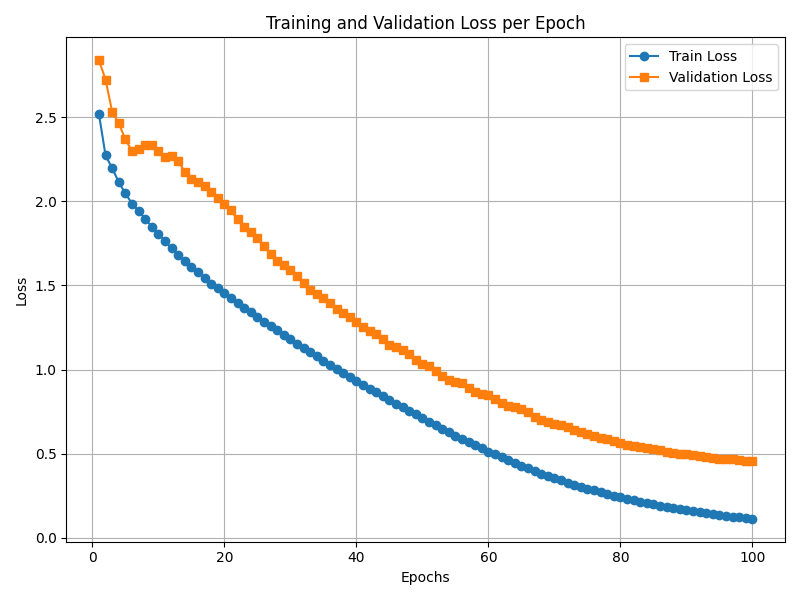 Training and Validation Loss per Epoch
Train Loss
Validation Loss
Loss
2.5
2.0
1.5
1.0
0.5
0.0
0 20 40 60 80 100
Epochs